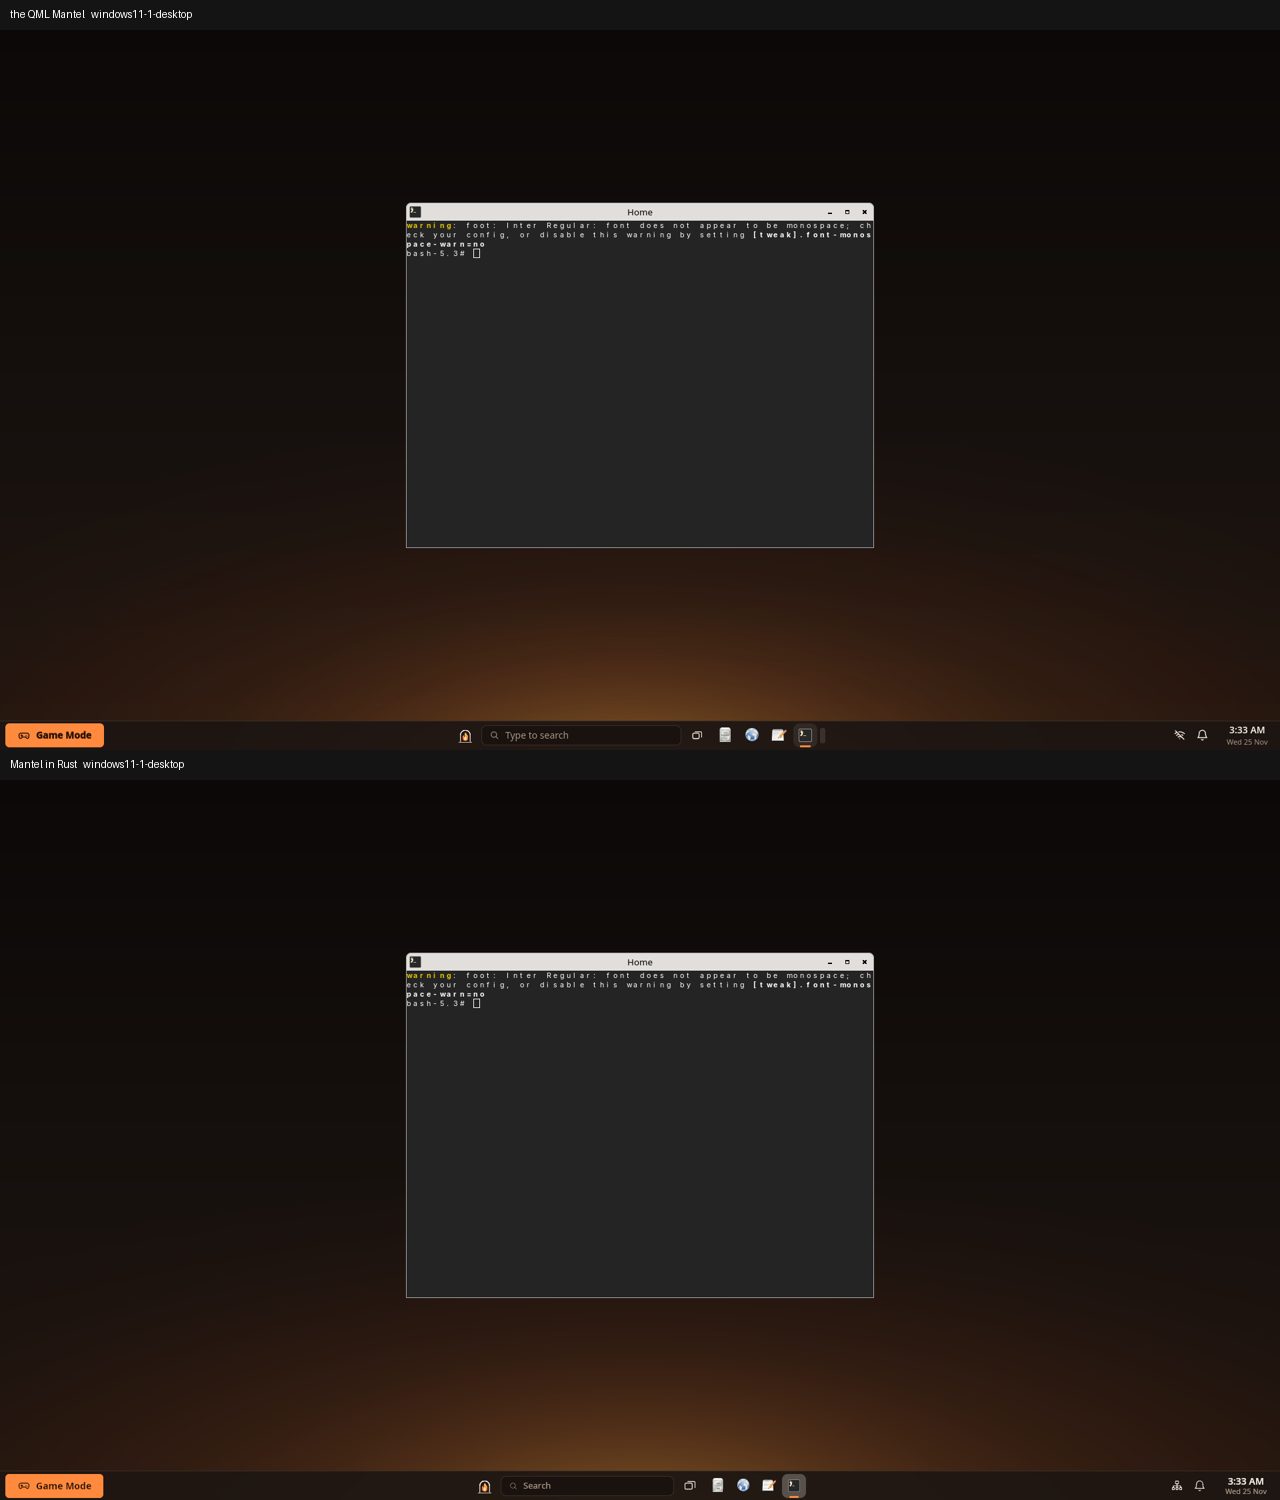 the QML Mantel windows11-1-desktop
Home
warning: foot: Inter Regular: font does not appear to be monospace; ch
eck your config, or disable this warning by setting [tweak].font-monos
pace-warn=no
bash-5.3#
Game Mode
Type to search
3:33 AM
Wed 25 Nov
Mantel in Rust windows11-1-desktop
Home
warning: foot: Inter Regular: font does not appear to be monospace; ch
eck your config, or disable this warning by setting [tweak].font-monos
pace-warn=no
bash-5.3#
Game Mode
Search
3:33 AM
Wed 25 Nov